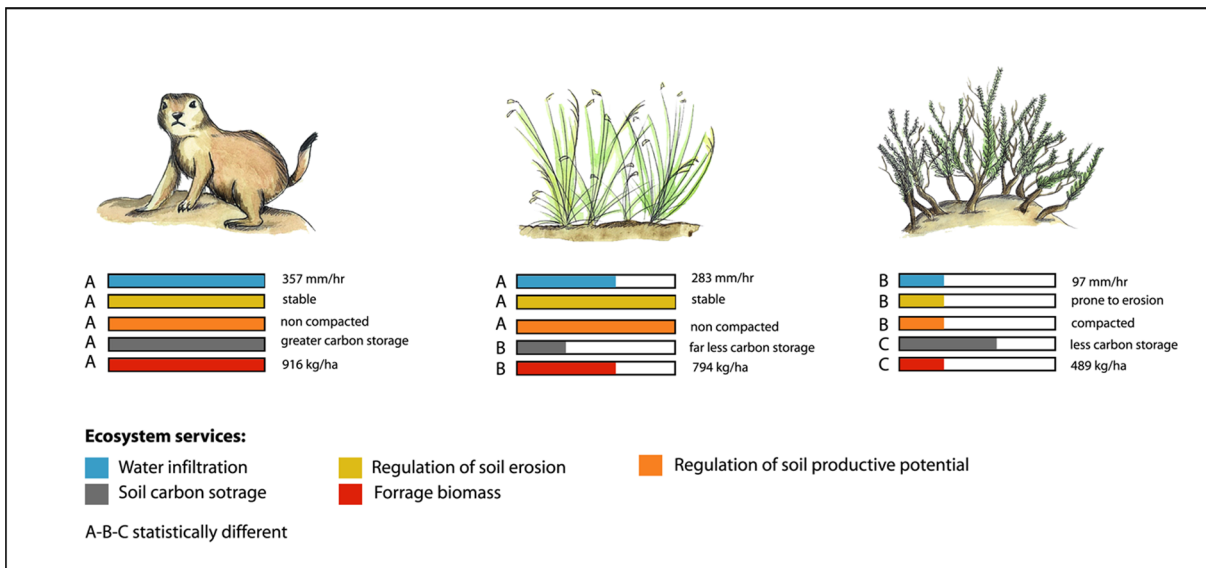 A 357 mm/hr
A stable
A non compacted
A greater carbon storage
A 916 kg/ha
A 283 mm/hr
A stable
A non compacted
B far less carbon storage
B 794 kg/ha
B 97 mm/hr
B prone to erosion
B compacted
C less carbon storage
C 489 kg/ha
Ecosystem services:
Water infiltration
Regulation of soil erosion
Regulation of soil productive potential
Soil carbon sotrage
Forrage biomass
A-B-C statistically different